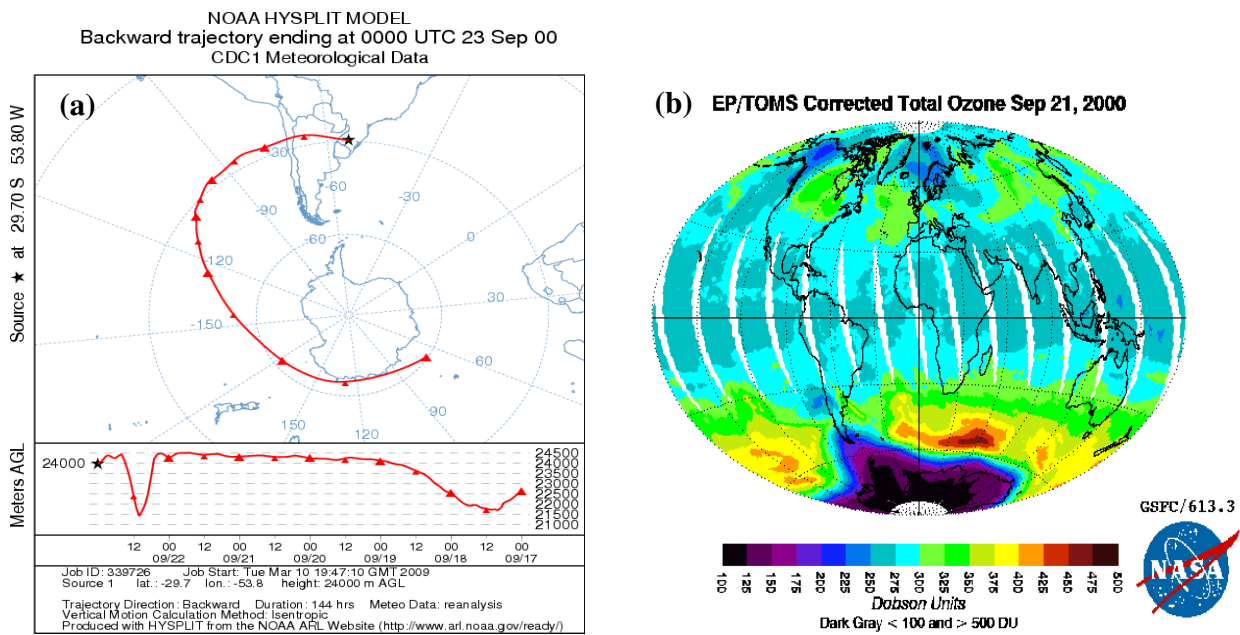 NOAA HYSPLIT MODEL
Backward trajectory ending at 0000 UTC 23 Sep 00
CDC1 Meteorological Data
Source ★ at 29.70 S 53.80 W
(a)
-30
-60
-30
-90
-60
0
-120
30
-150
60
150
90
120
Meters AGL
24000
24500
24000
23500
23000
22500
22000
21500
21000
12 00 12 00 12 00 12 00 12 00 12 00
09/22 09/21 09/20 09/19 09/18 09/17
Job ID: 339726 Job Start: Tue Mar 10 19:47:10 GMT 2009
Source 1 lat.: -29.7 lon.: -53.8 height: 24000 m AGL
Trajectory Direction: Backward Duration: 144 hrs Meteo Data: reanalysis
Vertical Motion Calculation Method: Isentropic
Produced with HYSPLIT from the NOAA ARL Website (http://www.arl.noaa.gov/ready/)
(b) EP/TOMS Corrected Total Ozone Sep 21, 2000
GSFC/613.3
NASA
100 125 150 175 200 225 250 275 300 325 350 375 400 425 450 475 500
Dobson Units
Dark Gray < 100 and > 500 DU